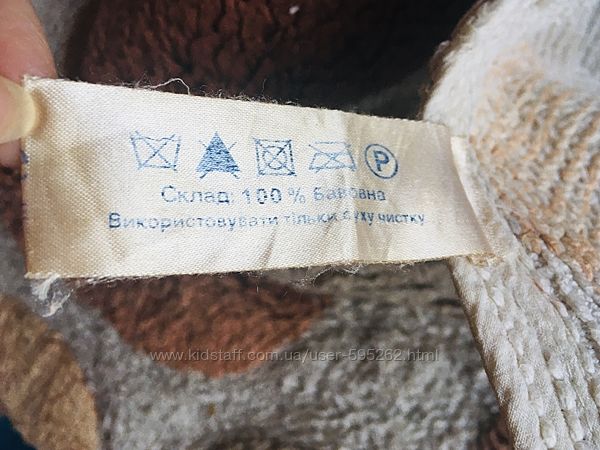 P
Склад: 100 % Бавовна
Використовувати тільки суху чистку
www.kidstaff.com.ua/user-595262.html